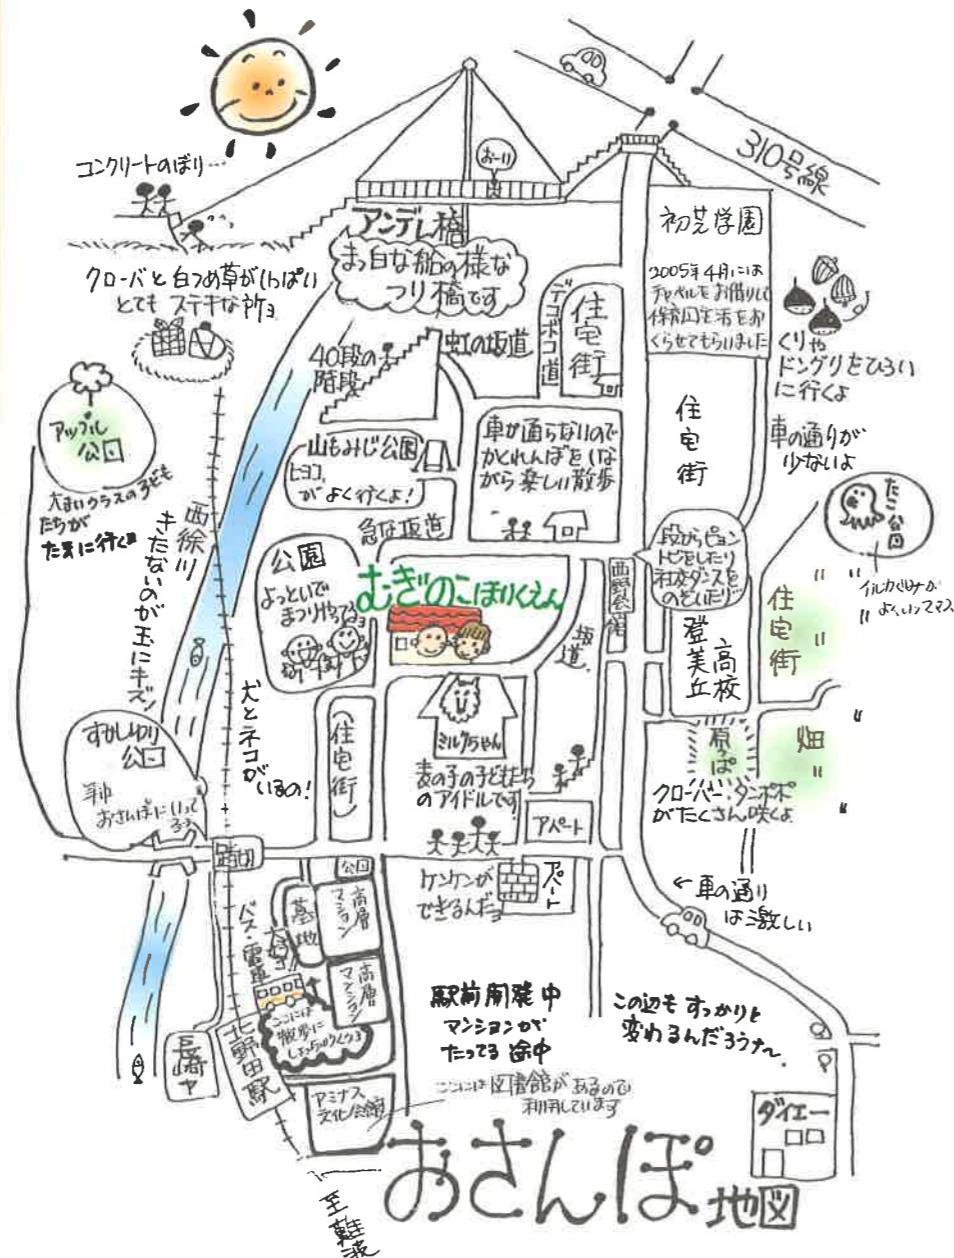 310号線
おーい
コンクリートのぼり…
アンデレ橋
まっ白な船の様な
つり橋です
初芝学園
2005年4月には
チャペルをお借りして
保育園生活をお
くらせてもらいました
クローバと白つめ草がいっぱい
とても ステキな所ョ
くりや
ドングリをひろい
に行くよ
デコボコ道
住宅街
40段の
階段
虹の坂道
アップル
公園
大きいクラスの子ども
たちが
たまに行くョ
山もみじ公園
ヒヨコ
が よく行くよ!
車が通らないので
かくれんぼをしな
がら楽しい散歩
住宅街
車の通りが
少ないよ
たこ公園
イルカぐみが
よくいってマス
西徐川
きたないのが玉にキズ!
急な坂道
公園
よっといで
まつりやってるョ
むぎのこほいくえん
西野会館
段からピョン
トビをしたり
社交ダンスを
のぞいたり
坂道
登美丘
高校
住宅街
〃
〃
〃
〃
すかしゆり
公園
年中
おさんぽにいって
るョ
犬とネコがいるの!
(住宅街)
ミルクちゃん
麦の子の子どもたち
のアイドルです
原っぱ
畑
〃
〃
〃
クローバー・タンポポ
がたくさん咲くよ
踏切
公園
アパート
アパート
ケンケンが
できるんだョ
←車の通り
は激しい
バス・電車
墓地
高層
マンション
高層
マンション
ここには
散歩に
駅前開発中
マンションが
たってる 途中
この辺も すっかりと
変わるんだろうナ〜
長崎ヤ
北野田駅
アミナス
文化会館
ここには図書館が あるので
利用しています
ダイエー
おさんぽ地図
至難波